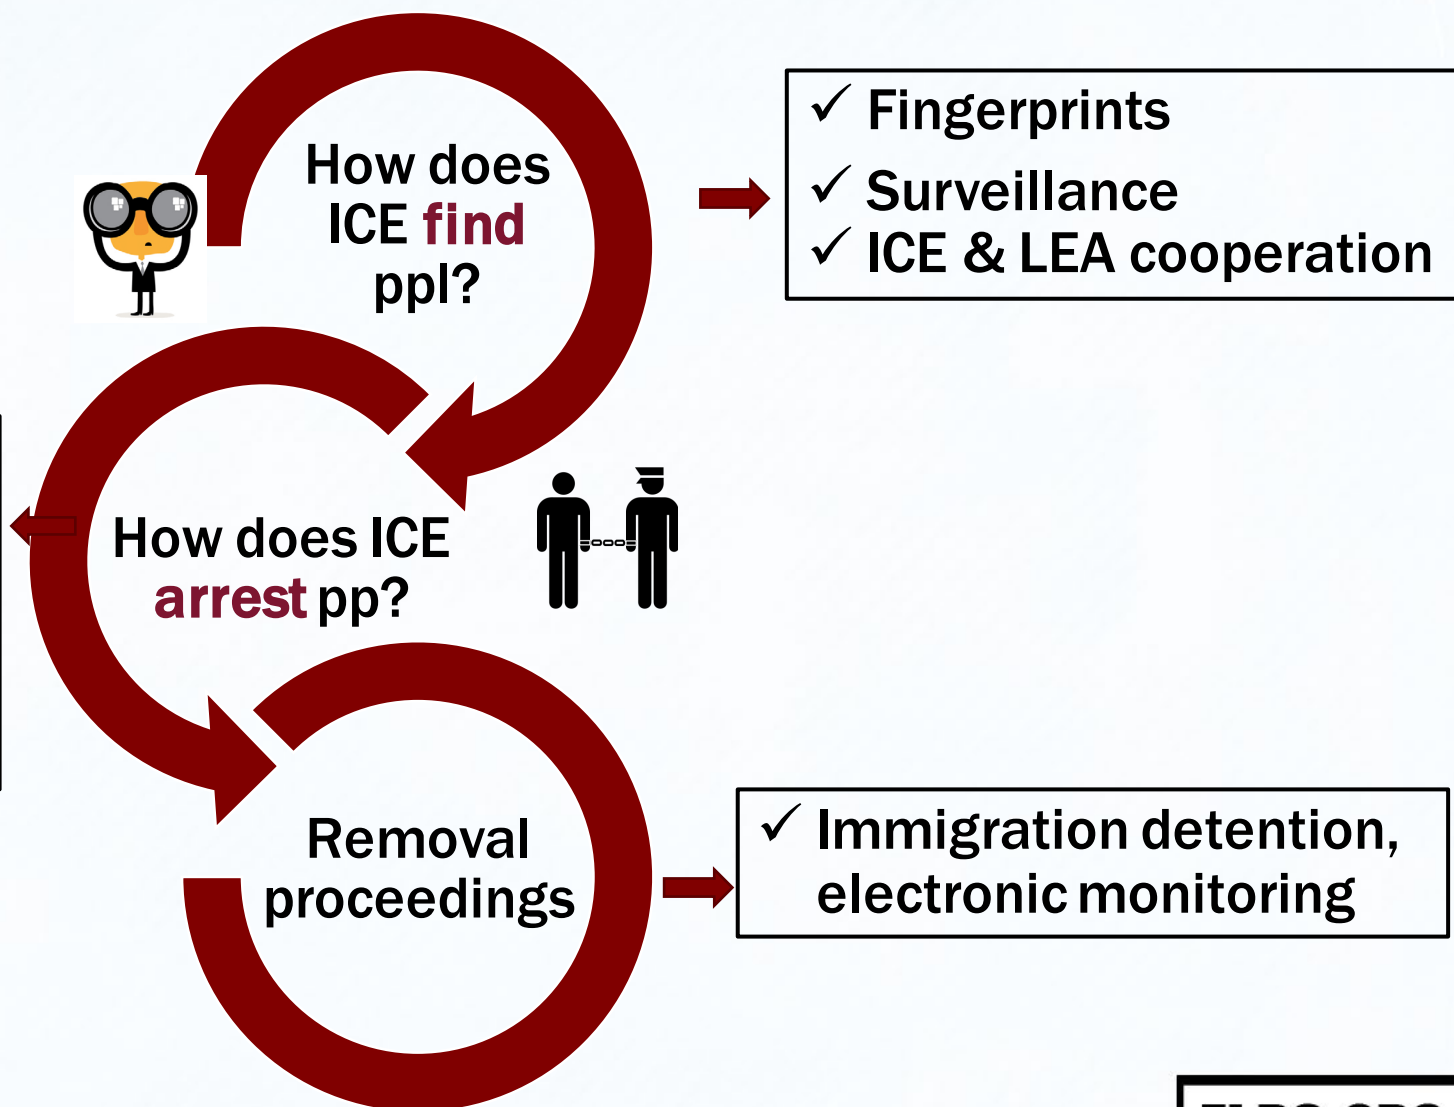 How does
ICE find
ppl?
✓ Fingerprints
✓ Surveillance
✓ ICE & LEA cooperation
How does ICE
arrest pp?
Removal
proceedings
✓ Immigration detention,
electronic monitoring